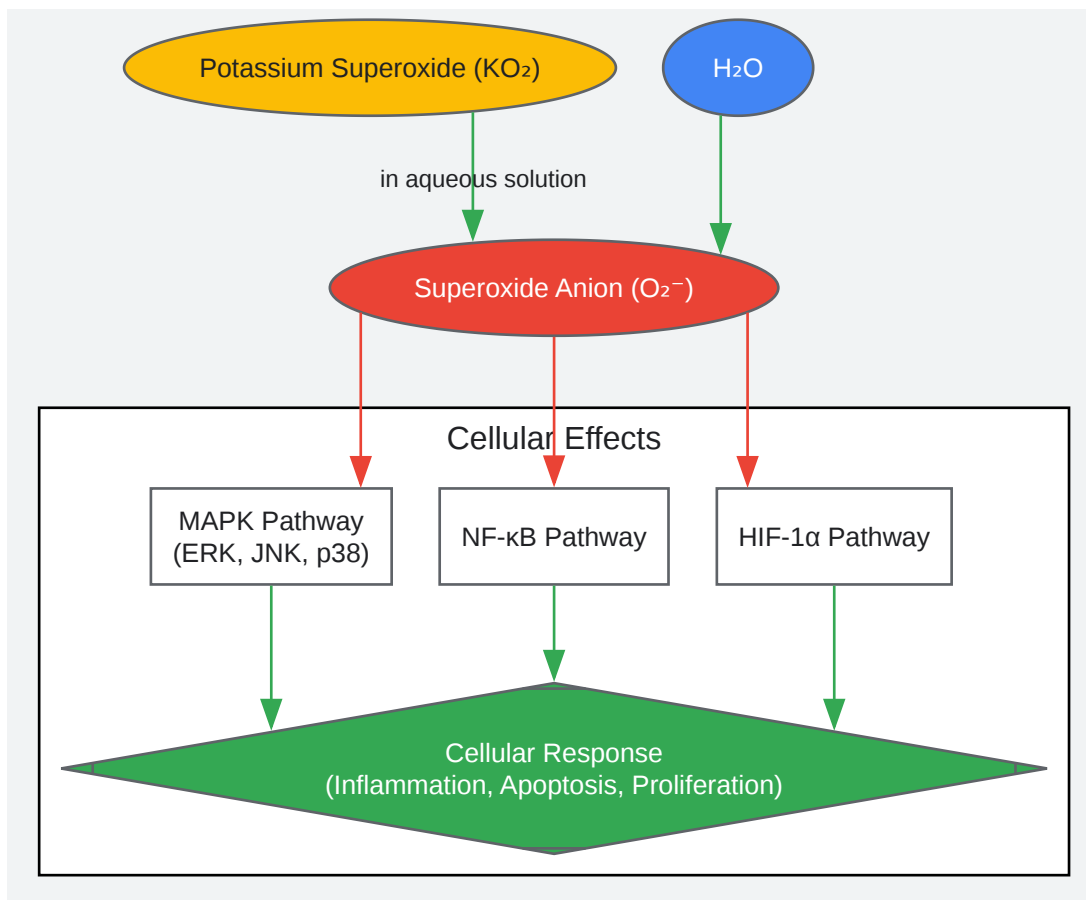 Potassium Superoxide (KO₂)
H₂O
in aqueous solution
Superoxide Anion (O₂⁻)
Cellular Effects
MAPK Pathway
(ERK, JNK, p38)
NF-κB Pathway
HIF-1α Pathway
Cellular Response
(Inflammation, Apoptosis, Proliferation)